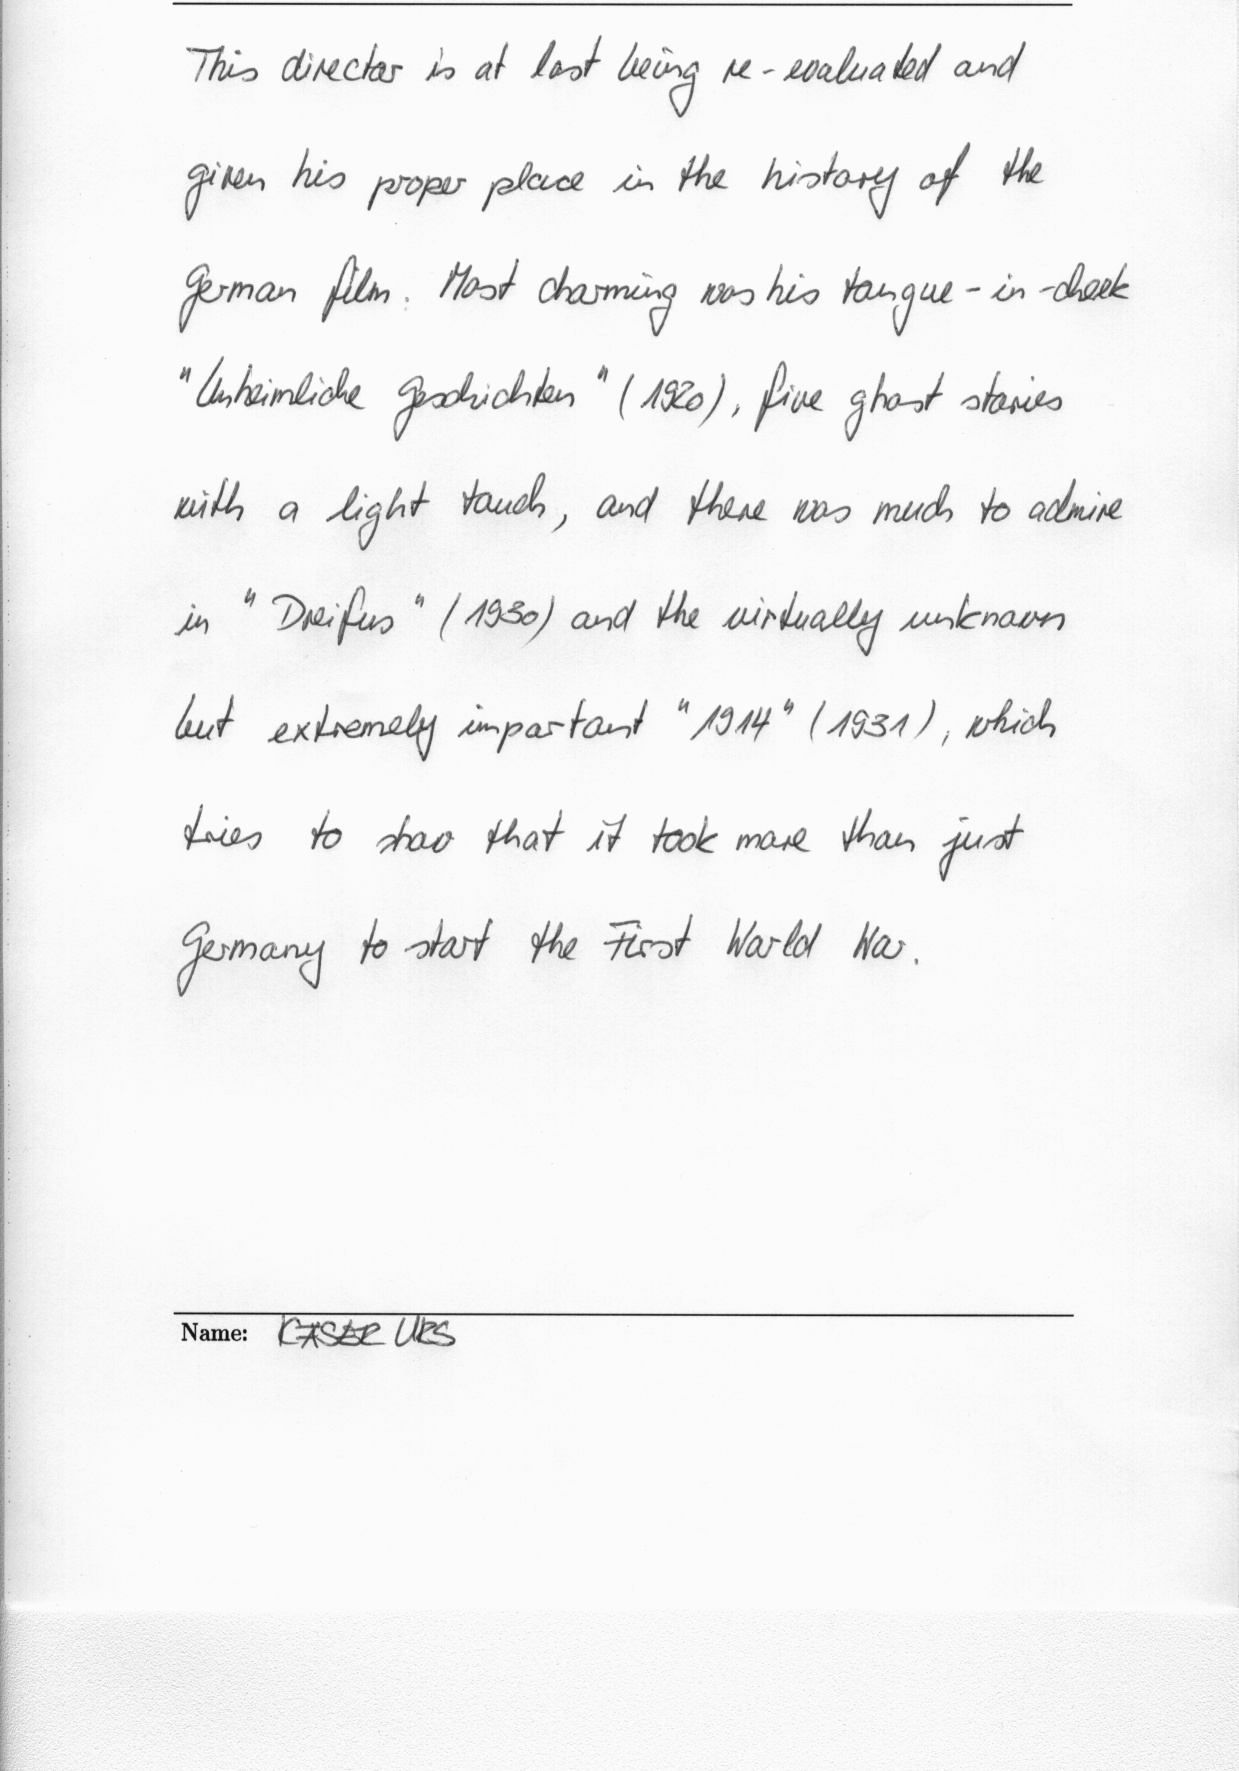 This director is at last being re-evaluated and
given his proper place in the history of the
German film. Most charming was his tongue-in-cheek
"Unheimliche Geschichten" (1920), five ghost stories
with a light touch, and there was much to admire
in "Dreifus" (1930) and the virtually unknown
but extremely important "1914" (1931), which
tries to show that it took more than just
Germany to start the First World War.
Name: KASER URS